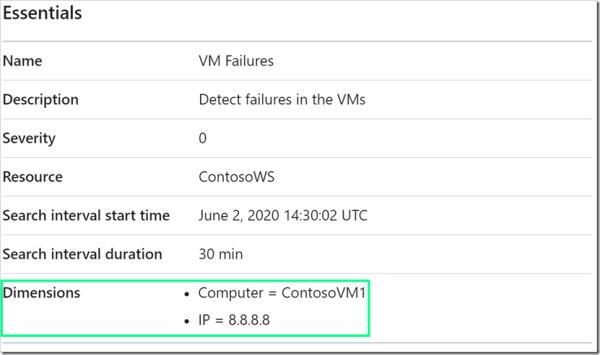 Essentials
Name VM Failures
Description Detect failures in the VMs
Severity 0
Resource ContosoWS
Search interval start time June 2, 2020 14:30:02 UTC
Search interval duration 30 min
Dimensions • Computer = ContosoVM1
• IP = 8.8.8.8